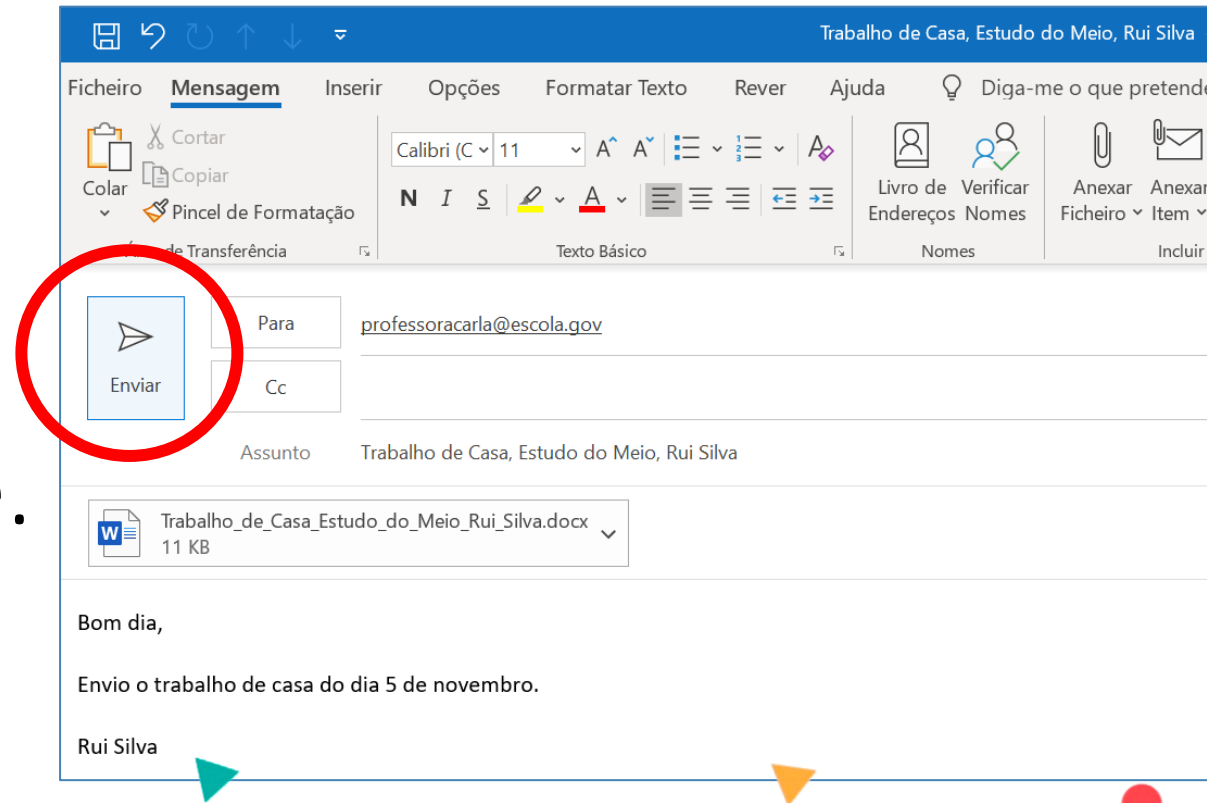 Trabalho de Casa, Estudo do Meio, Rui Silva
Ficheiro Mensagem Inserir Opções Formatar Texto Rever Ajuda Diga-me o que pretende
Colar
Cortar
Copiar
Pincel de Formatação
de Transferência
Calibri (C 11
N I S A
Texto Básico
Livro de Endereços
Verificar Nomes
Nomes
Anexar Ficheiro
Anexar Item
Incluir
Enviar
Para professoracarla@escola.gov
Cc
Assunto Trabalho de Casa, Estudo do Meio, Rui Silva
Trabalho_de_Casa_Estudo_do_Meio_Rui_Silva.docx
11 KB
Bom dia,
Envio o trabalho de casa do dia 5 de novembro.
Rui Silva